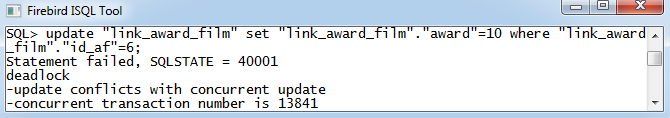 Firebird ISQL Tool
SQL> update "link_award_film" set "link_award_film"."award"=10 where "link_award
_film"."id_af"=6;
Statement failed, SQLSTATE = 40001
deadlock
-update conflicts with concurrent update
-concurrent transaction number is 13841